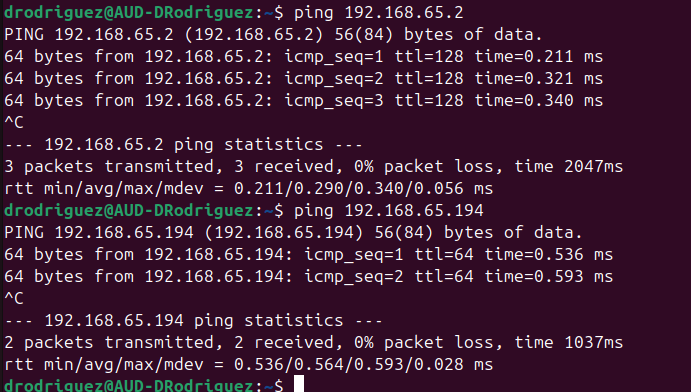 drodriguez@AUD-DRodriguez:~$ ping 192.168.65.2
PING 192.168.65.2 (192.168.65.2) 56(84) bytes of data.
64 bytes from 192.168.65.2: icmp_seq=1 ttl=128 time=0.211 ms
64 bytes from 192.168.65.2: icmp_seq=2 ttl=128 time=0.321 ms
64 bytes from 192.168.65.2: icmp_seq=3 ttl=128 time=0.340 ms
^C
--- 192.168.65.2 ping statistics ---
3 packets transmitted, 3 received, 0% packet loss, time 2047ms
rtt min/avg/max/mdev = 0.211/0.290/0.340/0.056 ms
drodriguez@AUD-DRodriguez:~$ ping 192.168.65.194
PING 192.168.65.194 (192.168.65.194) 56(84) bytes of data.
64 bytes from 192.168.65.194: icmp_seq=1 ttl=64 time=0.536 ms
64 bytes from 192.168.65.194: icmp_seq=2 ttl=64 time=0.593 ms
^C
--- 192.168.65.194 ping statistics ---
2 packets transmitted, 2 received, 0% packet loss, time 1037ms
rtt min/avg/max/mdev = 0.536/0.564/0.593/0.028 ms
drodriguez@AUD-DRodriguez:~$